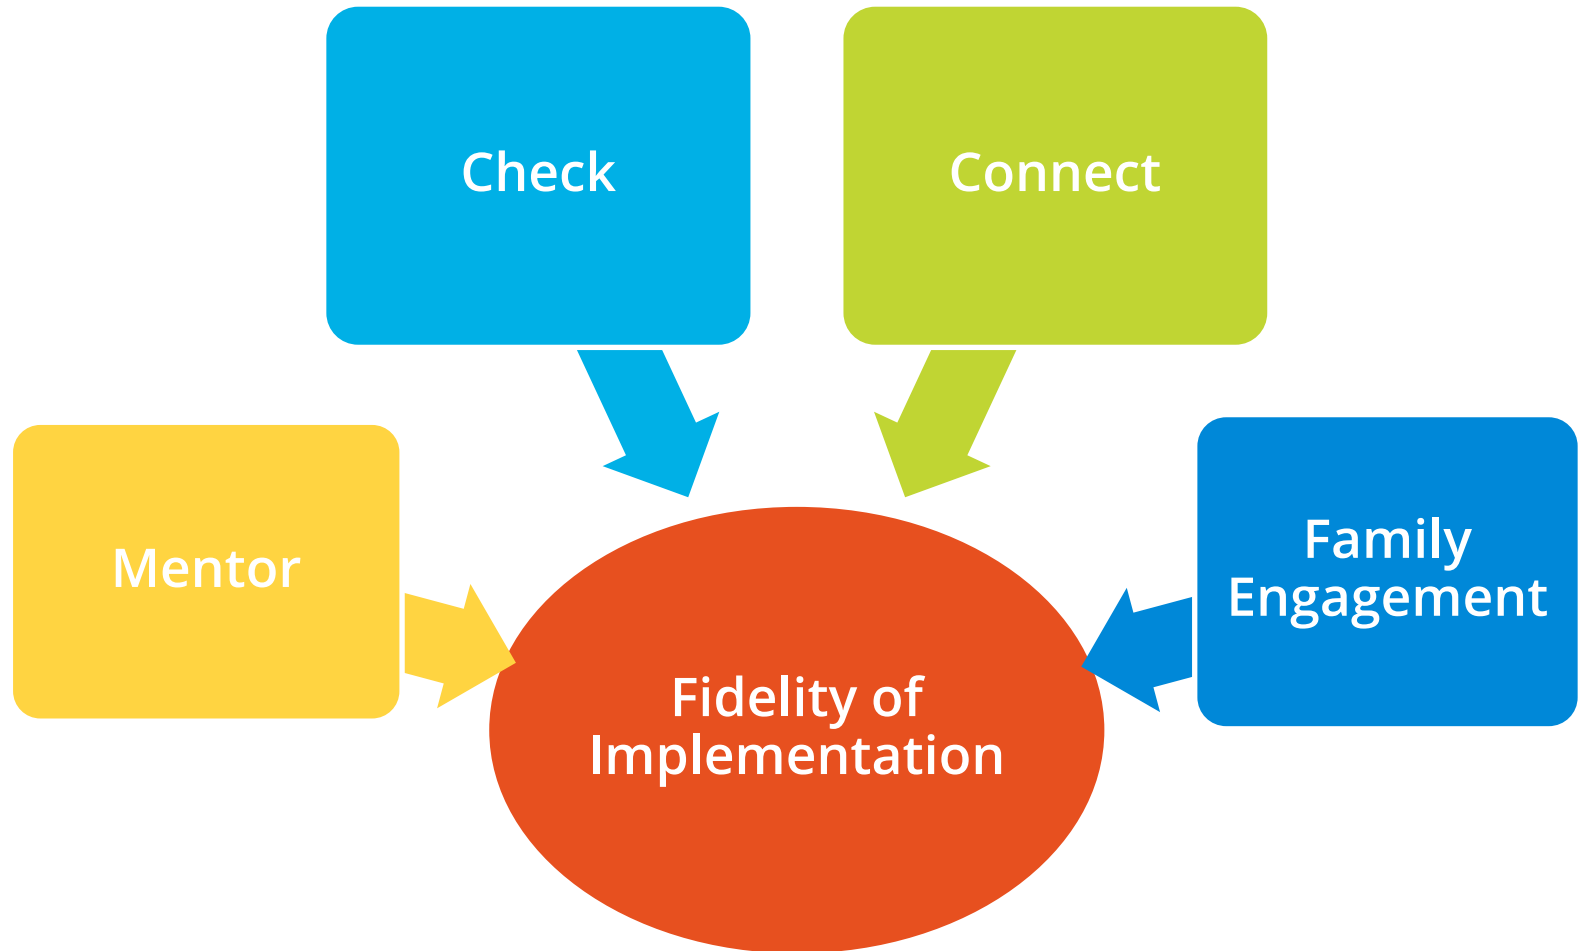 Check
Connect
Mentor
Family
Engagement
Fidelity of
Implementation